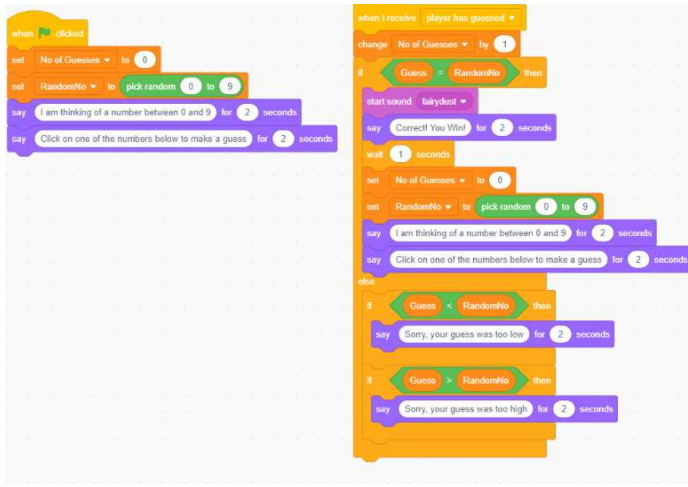 when clicked
set No of Guesses to 0
set RandomNo to pick random 0 to 9
say I am thinking of a number between 0 and 9 for 2 seconds
say Click on one of the numbers below to make a guess for 2 seconds
when I receive player has guessed
change No of Guesses by 1
if Guess = RandomNo then
start sound fairydust
say Correct! You Win! for 2 seconds
wait 1 seconds
set No of Guesses to 0
set RandomNo to pick random 0 to 9
say I am thinking of a number between 0 and 9 for 2 seconds
say Click on one of the numbers below to make a guess for 2 seconds
else
if Guess < RandomNo then
say Sorry, your guess was too low for 2 seconds
if Guess > RandomNo then
say Sorry, your guess was too high for 2 seconds